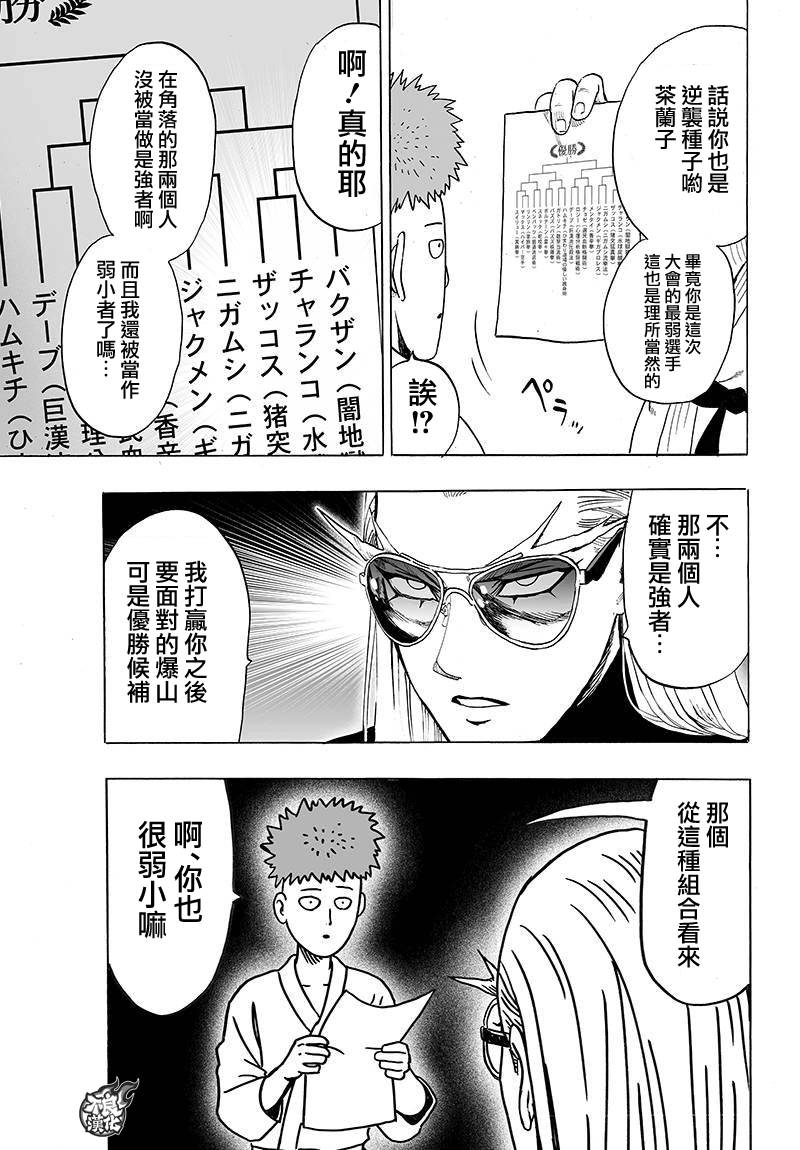 話説你也是
逆襲種子喲
茶蘭子
畢竟你是這次
大會的最弱選手
這也是理所當然的
優勝
ペラ
誒!?
勝
啊!真的耶
在角落的那兩個人
沒被當做是強者啊
而且我還被當作
弱小者了嗎…
バクザン(闇地獄
チャランコ(水
ザッコス(猪突
ニガムシ(ニガ
ジャクメン(ギ
(香辛
デーブ(巨漢
ハムキチ(ひ
不…
那兩個人
確實是強者…
我打贏你之後
要面對的爆山
可是優勝候補
那個
從這種組合看來
啊、你也
很弱小嘛
漢化